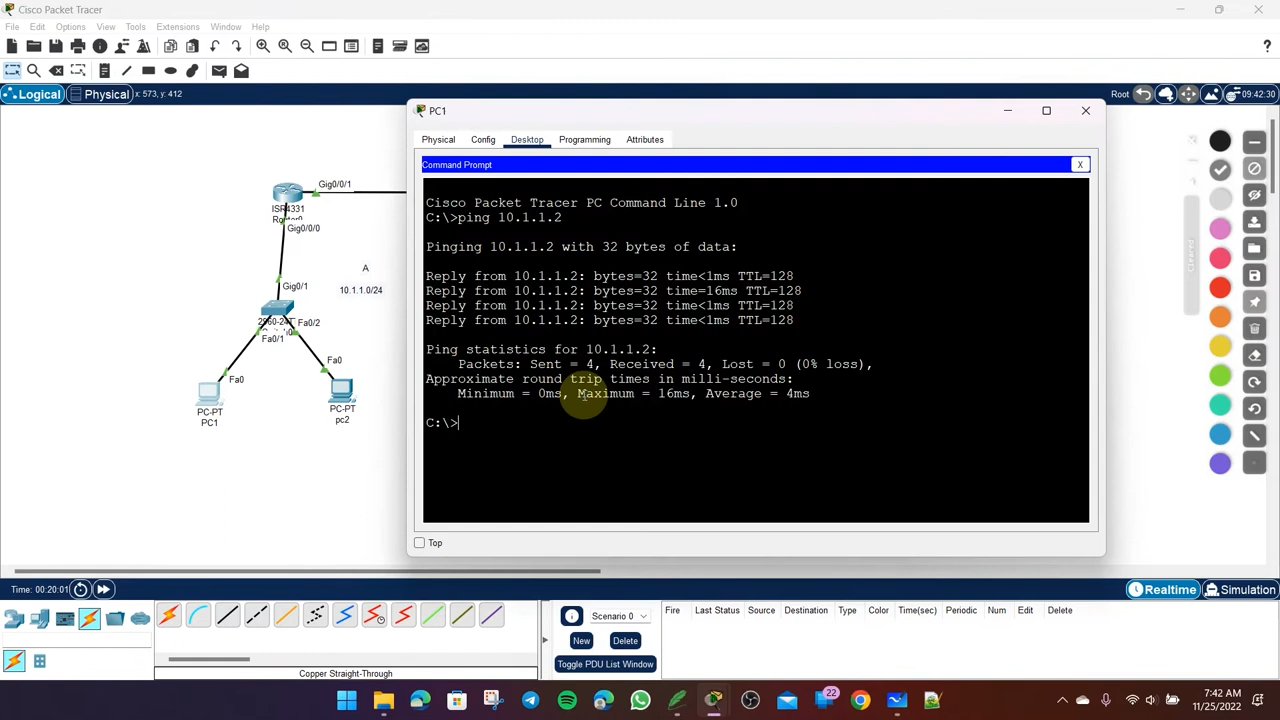 Cisco Packet Tracer
File Edit Options View Tools Extensions Window Help
Logical Physical x: 573, y: 412
Root 09:42:30
PC1
Physical Config Desktop Programming Attributes
Command Prompt X
Cisco Packet Tracer PC Command Line 1.0
C:\>ping 10.1.1.2
Pinging 10.1.1.2 with 32 bytes of data:
Reply from 10.1.1.2: bytes=32 time<1ms TTL=128
Reply from 10.1.1.2: bytes=32 time=16ms TTL=128
Reply from 10.1.1.2: bytes=32 time<1ms TTL=128
Reply from 10.1.1.2: bytes=32 time<1ms TTL=128
Ping statistics for 10.1.1.2:
Packets: Sent = 4, Received = 4, Lost = 0 (0% loss),
Approximate round trip times in milli-seconds:
Minimum = 0ms, Maximum = 16ms, Average = 4ms
C:\>
Top
Gig0/0/1
ISR4331
Router0
Gig0/0/0
A
10.1.1.0/24
Gig0/1
Fa0/2
Fa0/1
Fa0
Fa0
PC-PT
PC1
PC-PT
pc2
Time: 00:20:01
Realtime Simulation
Scenario 0
New Delete
Toggle PDU List Window
Fire Last Status Source Destination Type Color Time(sec) Periodic Num Edit Delete
Copper Straight-Through
22
7:42 AM
11/25/2022